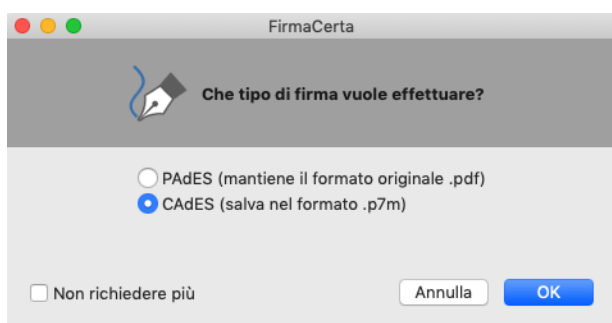 FirmaCerta
Che tipo di firma vuole effettuare?
PAdES (mantiene il formato originale .pdf)
CAdES (salva nel formato .p7m)
Non richiedere più
Annulla
OK